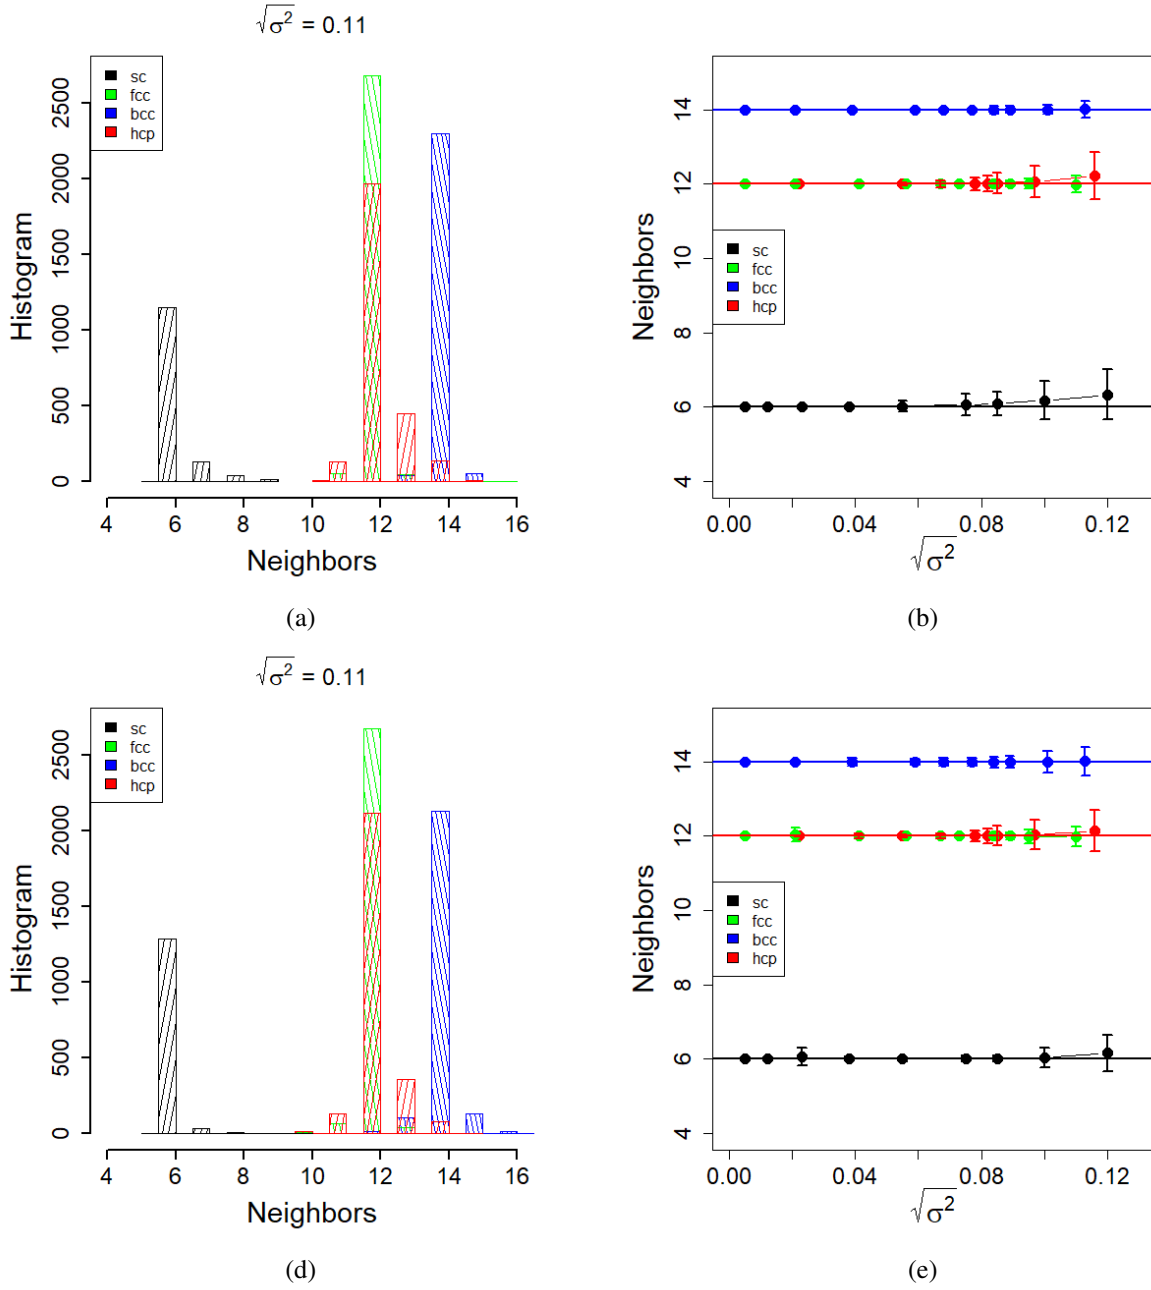 √σ² = 0.11
sc
fcc
bcc
hcp
Histogram
0 500 1000 1500 2000 2500
4 6 8 10 12 14 16
Neighbors
(a)
Neighbors
4 6 8 10 12 14
sc
fcc
bcc
hcp
0.00 0.04 0.08 0.12
√σ²
(b)
√σ² = 0.11
sc
fcc
bcc
hcp
Histogram
0 500 1000 1500 2000 2500
4 6 8 10 12 14 16
Neighbors
(d)
Neighbors
4 6 8 10 12 14
sc
fcc
bcc
hcp
0.00 0.04 0.08 0.12
√σ²
(e)